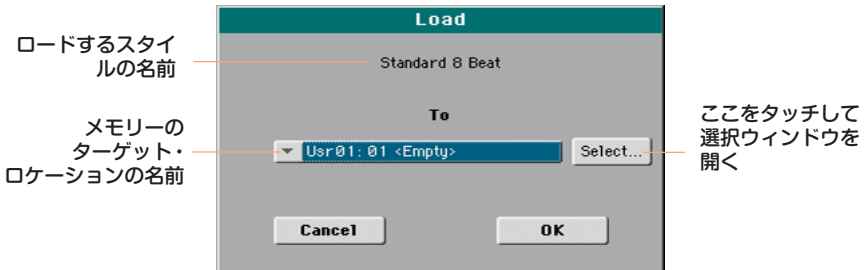 Load
ロードするスタイ
ルの名前
Standard 8 Beat
To
メモリーの
ターゲット・
ロケーションの名前
Usr01: 01 <Empty>
Select...
ここをタッチして
選択ウィンドウを
開く
Cancel
OK